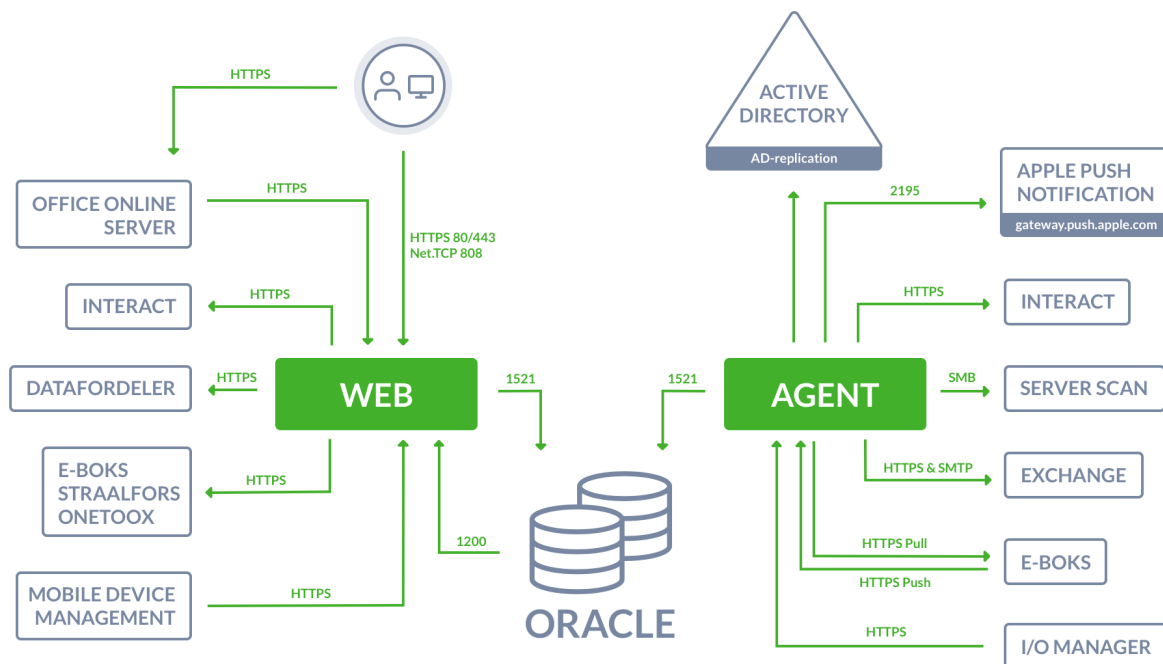 HTTPS
OFFICE ONLINE
SERVER
HTTPS
HTTPS 80/443
Net.TCP 808
INTERACT
HTTPS
DATAFORDELER
HTTPS
WEB
E-BOKS
STRAALFORS
ONETOOX
HTTPS
MOBILE DEVICE
MANAGEMENT
HTTPS
1521
1200
ORACLE
1521
AGENT
ACTIVE
DIRECTORY
AD-replication
2195
APPLE PUSH
NOTIFICATION
gateway.push.apple.com
HTTPS
INTERACT
SMB
SERVER SCAN
HTTPS & SMTP
EXCHANGE
HTTPS Pull
HTTPS Push
E-BOKS
HTTPS
I/O MANAGER